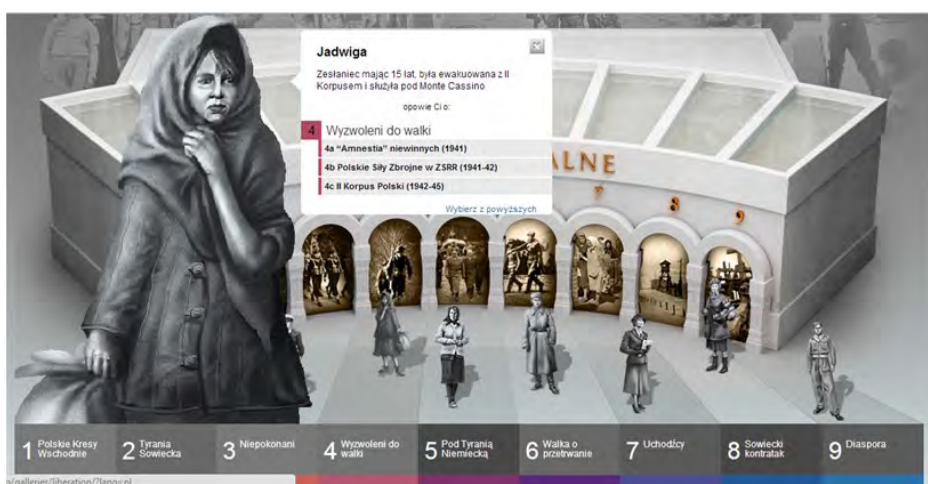 Jadwiga
Zesłaniec mając 15 lat, była ewakuowana z II
Korpusem i służyła pod Monte Cassino
opowie Ci o:
4 Wyzwoleni do walki
4a "Amnestia" niewinnych (1941)
4b Polskie Siły Zbrojne w ZSRR (1941-42)
4c II Korpus Polski (1942-45)
Wybierz z powyższych
ALNE
7 8 9
1 Polskie Kresy
Wschodnie
2 Tyrania
Sowiecka
3 Niepokonani
4 Wyzwoleni do
walki
5 Pod Tyranią
Niemiecką
6 Walka o
przetrwanie
7 Uchodźcy
8 Sowiecki
kontratak
9 Diaspora
/galleries/liberation/?lang=pl